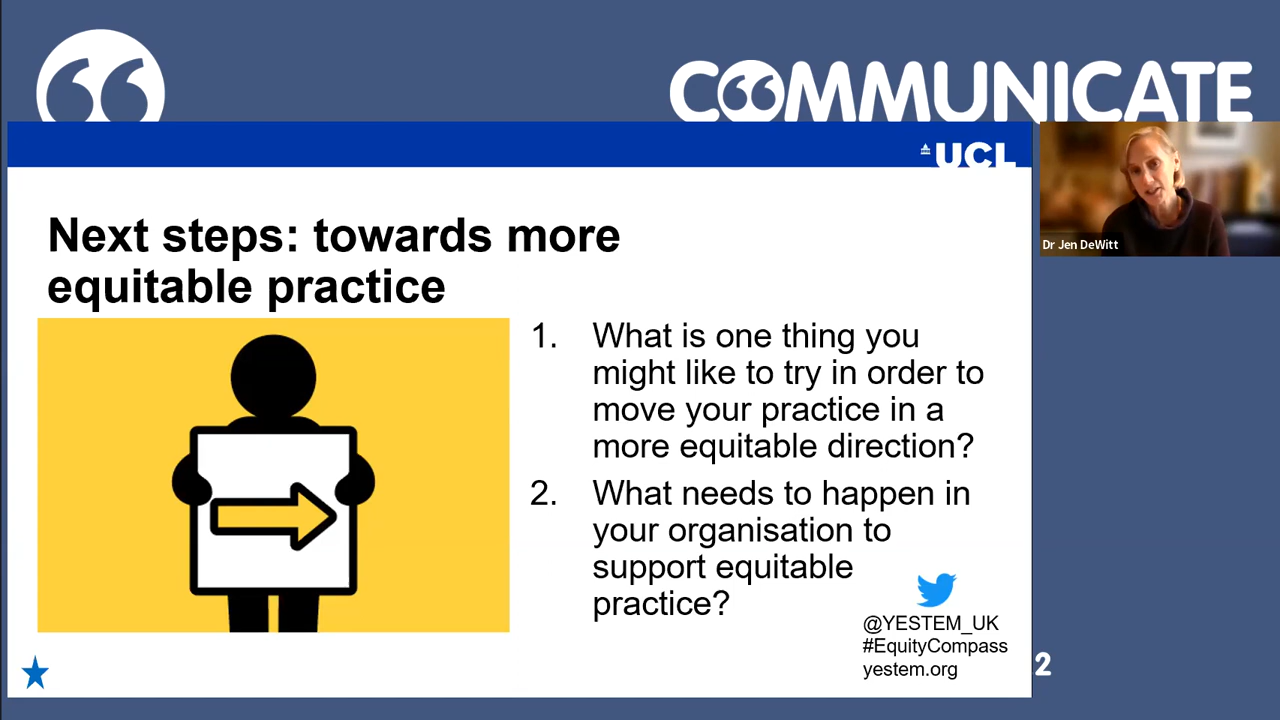 COMMUNICATE
UCL
Dr Jen DeWitt
Next steps: towards more
equitable practice
1. What is one thing you
might like to try in order to
move your practice in a
more equitable direction?
2. What needs to happen in
your organisation to
support equitable
practice?
@YESTEM_UK
#EquityCompass
yestem.org
2